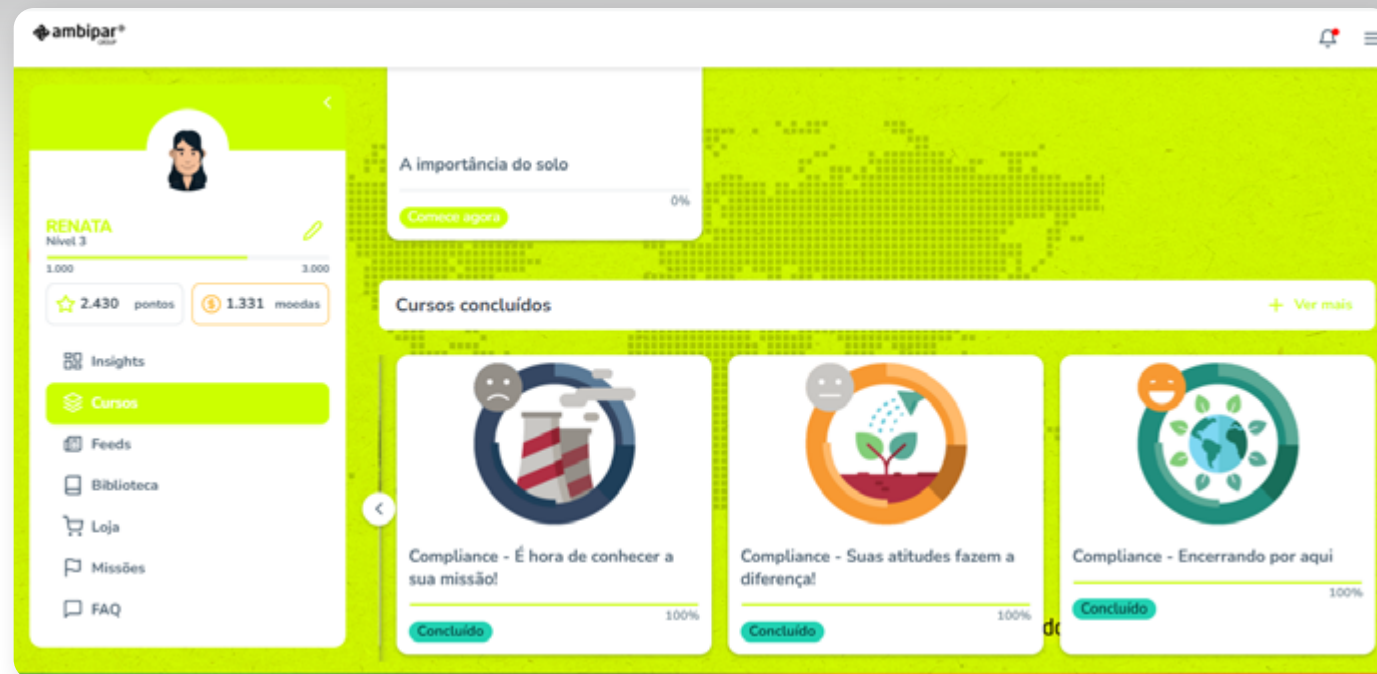 ambipar®
GROUP
RENATA
Nível 3
1.000 3.000
2.430 pontos
1.331 moedas
Insights
Cursos
Feeds
Biblioteca
Loja
Missões
FAQ
A importância do solo
0%
Comece agora
Cursos concluídos
+ Ver mais
Compliance - É hora de conhecer a
sua missão!
100%
Concluído
Compliance - Suas atitudes fazem a
diferença!
100%
Concluído
Compliance - Encerrando por aqui
100%
Concluído